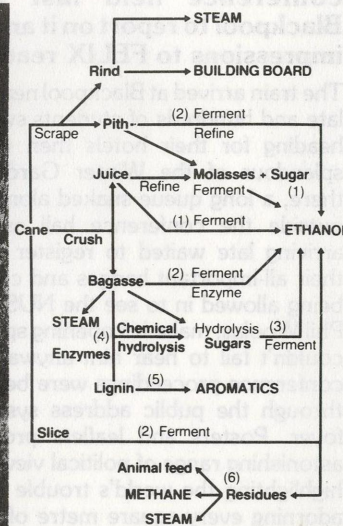 STEAM
Rind BUILDING BOARD
(2) Ferment
Scrape Pith Refine
Juice Molasses + Sugar
Refine Ferment (1)
(1) Ferment
Cane Crush ETHANOL
(2) Ferment
Bagasse Enzyme
STEAM
(4) Chemical Hydrolysis (3)
Enzymes hydrolysis Sugars Ferment
Lignin (5) AROMATICS
Slice (2) Ferment
Animal feed
(6)
METHANE Residues
STEAM